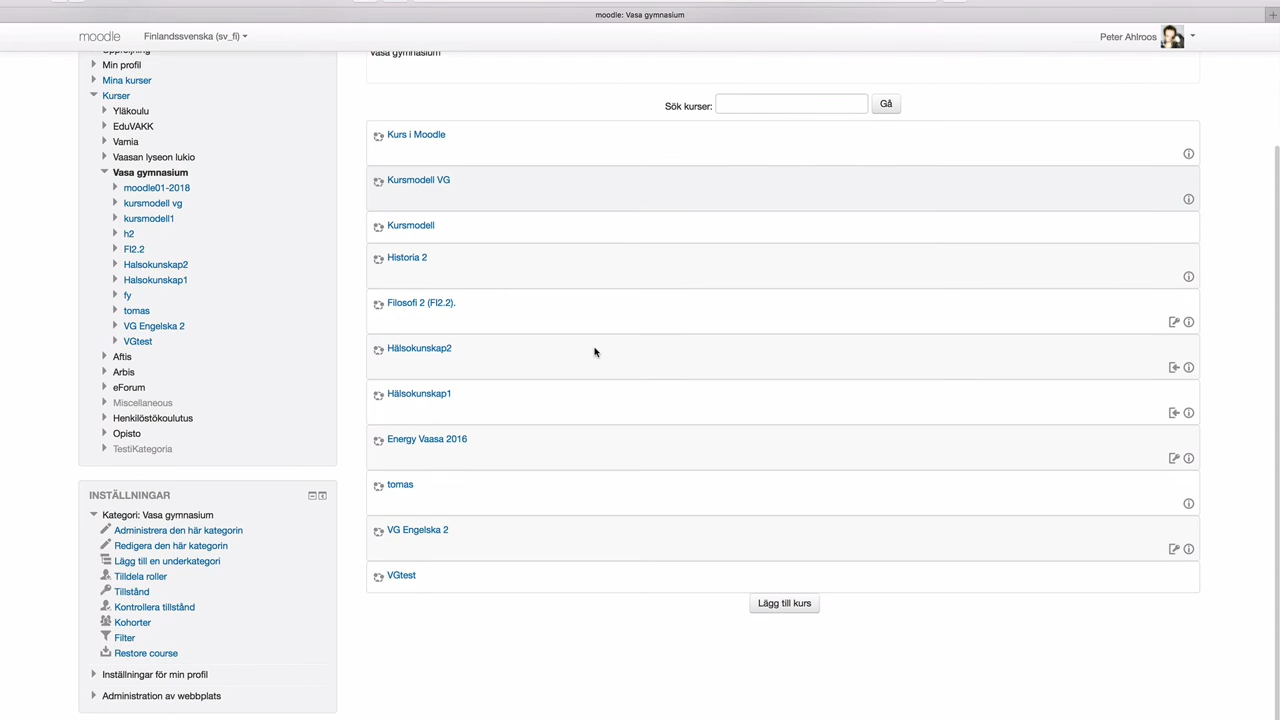 moodle: Vasa gymnasium
moodle
Finlandssvenska (sv_fi)
Peter Ahlroos
Min profil
Mina kurser
Kurser
Yläkoulu
EduVAKK
Vamia
Vaasan lyseon lukio
Vasa gymnasium
moodle01-2018
kursmodell vg
kursmodell1
h2
FI2.2
Halsokunskap2
Halsokunskap1
fy
tomas
VG Engelska 2
VGtest
Aftis
Arbis
eForum
Miscellaneous
Henkilöstökoulutus
Opisto
TestiKategoria
INSTÄLLNINGAR
Kategori: Vasa gymnasium
Administrera den här kategorin
Redigera den här kategorin
Lägg till en underkategori
Tilldela roller
Tillstånd
Kontrollera tillstånd
Kohorter
Filter
Restore course
Inställningar för min profil
Administration av webbplats
Vasa gymnasium
Sök kurser:
Gå
Kurs i Moodle
Kursmodell VG
Kursmodell
Historia 2
Filosofi 2 (FI2.2).
Hälsokunskap2
Hälsokunskap1
Energy Vaasa 2016
tomas
VG Engelska 2
VGtest
Lägg till kurs